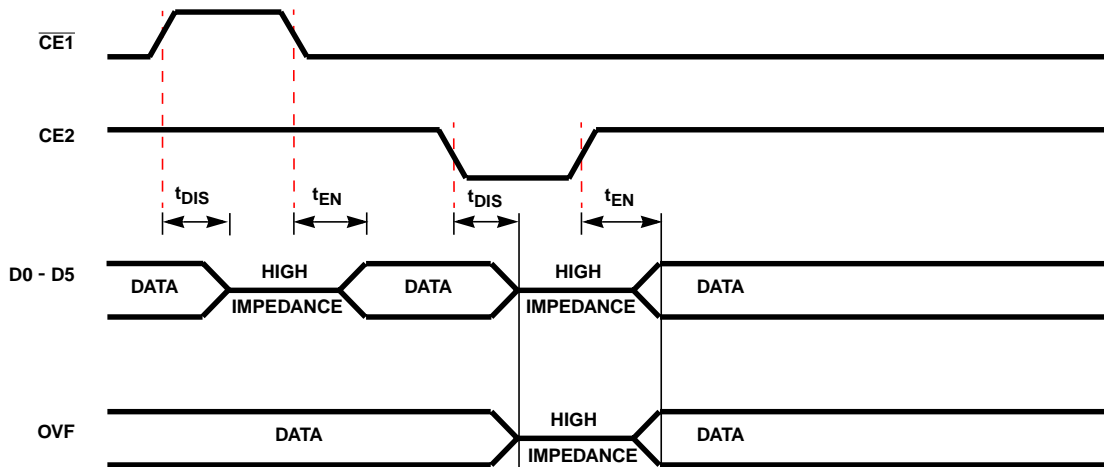 CE1
CE2
tDIS
tEN
tDIS
tEN
D0 - D5
DATA
HIGH
IMPEDANCE
DATA
HIGH
IMPEDANCE
DATA
OVF
DATA
HIGH
IMPEDANCE
DATA